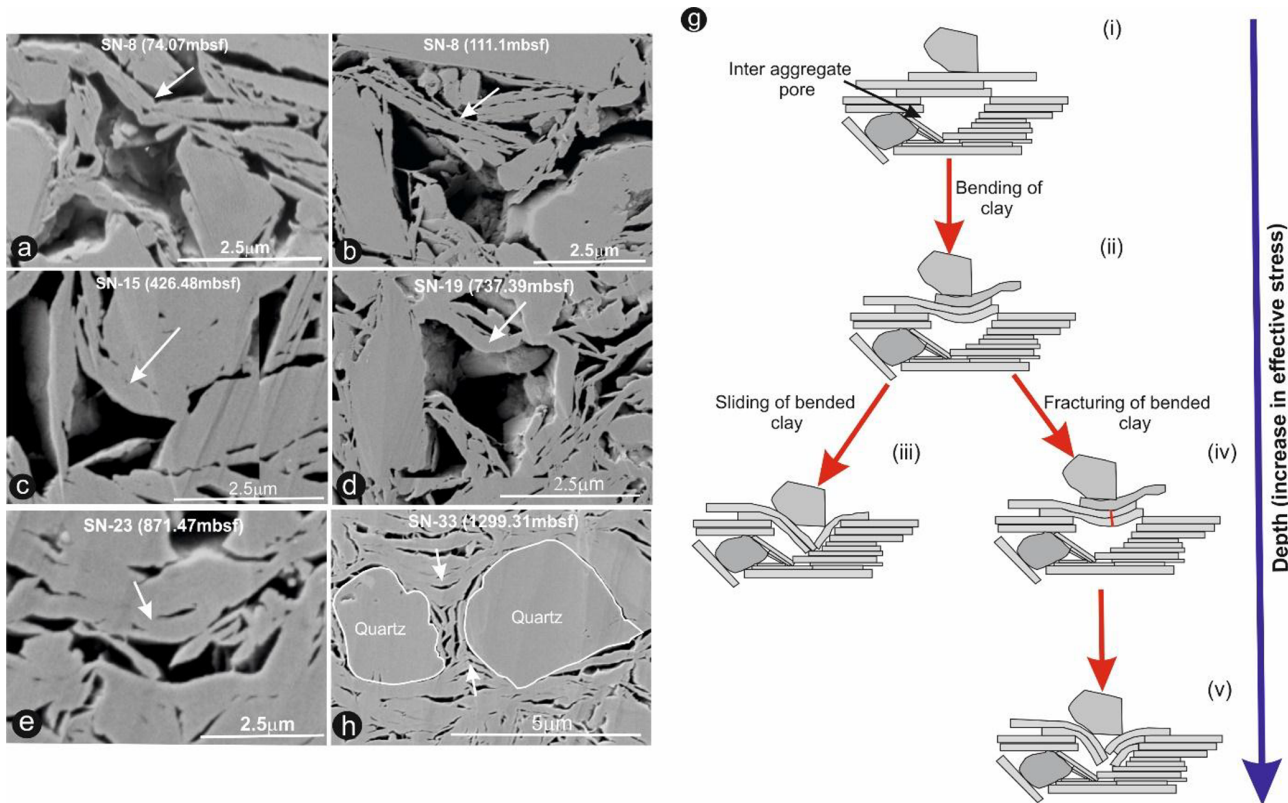 SN-8 (74.07mbsf)
2.5μm
a
SN-8 (111.1mbsf)
2.5μm
b
SN-15 (426.48mbsf)
2.5μm
c
SN-19 (737.39mbsf)
2.5μm
d
SN-23 (871.47mbsf)
2.5μm
e
SN-33 (1299.31mbsf)
Quartz
Quartz
5μm
h
g
(i)
Inter aggregate
pore
Bending of
clay
(ii)
Sliding of bended
clay
Fracturing of bended
clay
(iii)
(iv)
(v)
Depth (increase in effective stress)